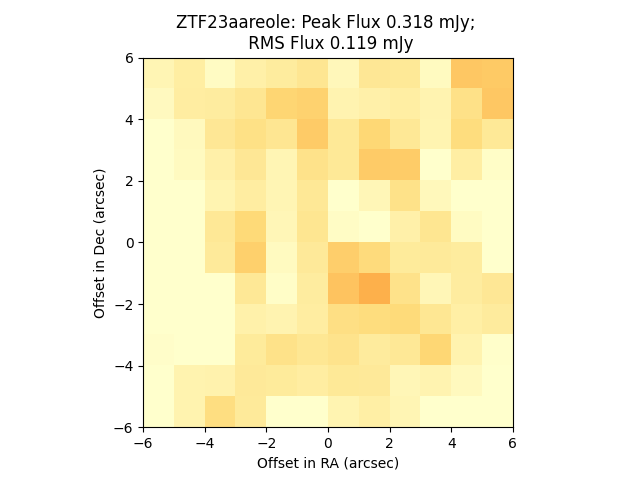 ZTF23aareole: Peak Flux 0.318 mJy;
RMS Flux 0.119 mJy
6
4
2
0
−2
−4
−6
Offset in Dec (arcsec)
−6 −4 −2 0 2 4 6
Offset in RA (arcsec)